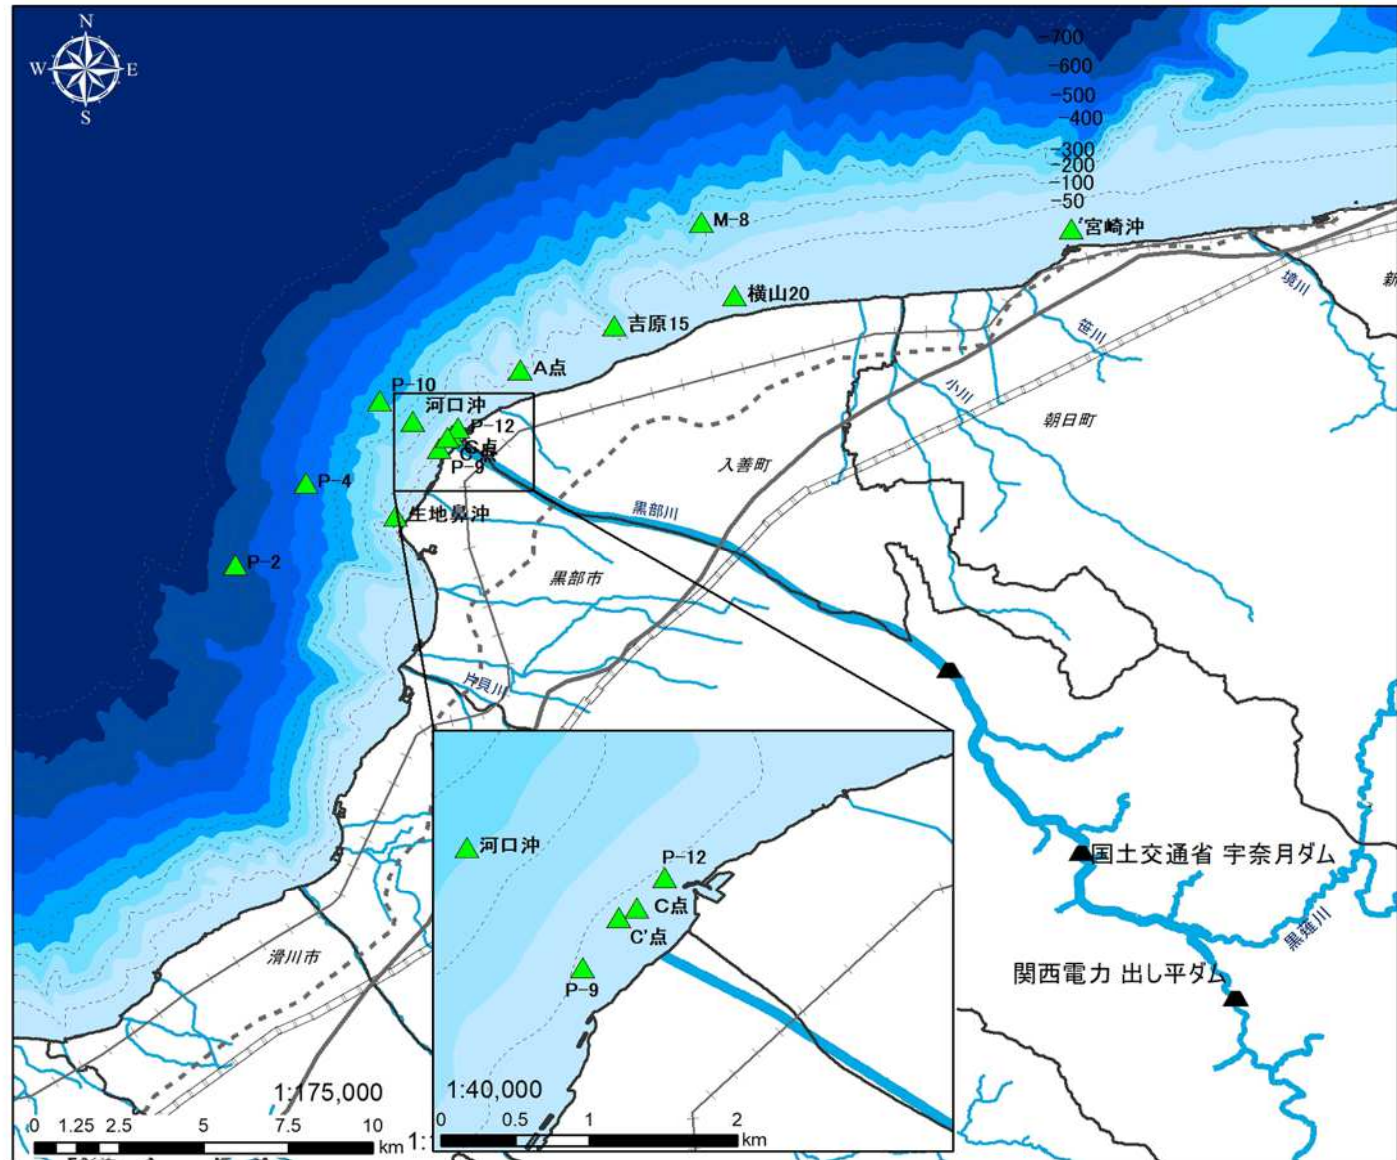 N
W
E
S
-700
-600
-500
-400
-300
-200
-100
-50
M-8
宮崎沖
境川
新
横山20
笹川
吉原15
A点
小川
P-10
河口沖
朝日町
P-12
C点
P-9
入善町
P-4
生地鼻沖
黒部川
P-2
黒部市
片貝川
河口沖
P-12
C点
C'点
P-9
国土交通省 宇奈月ダム
黒薙川
滑川市
関西電力 出し平ダム
1:175,000
0 1.25 2.5 5 7.5 10
km
1:40,000
0 0.5 1 2
km